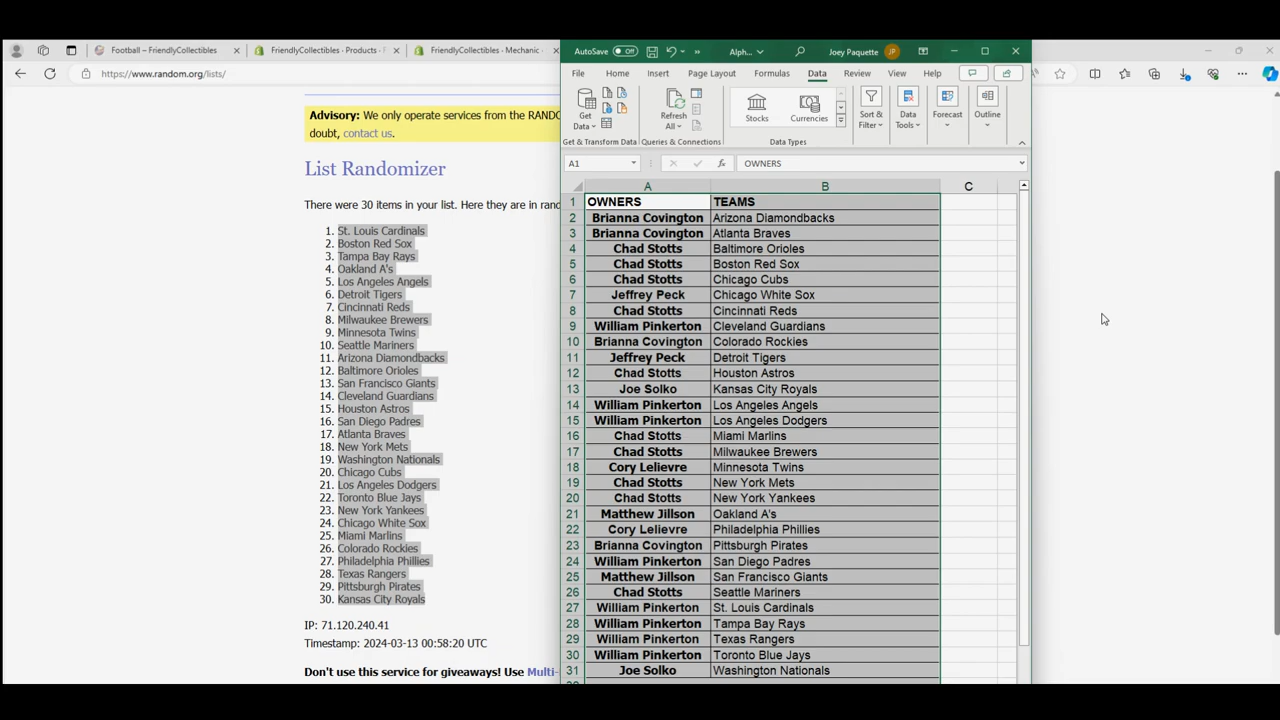 Football – FriendlyCollectibles
FriendlyCollectibles · Products · F
FriendlyCollectibles · Mechanic ·
https://www.random.org/lists/
Advisory: We only operate services from the RANDO
doubt, contact us.
List Randomizer
There were 30 items in your list. Here they are in rand
1. St. Louis Cardinals
2. Boston Red Sox
3. Tampa Bay Rays
4. Oakland A's
5. Los Angeles Angels
6. Detroit Tigers
7. Cincinnati Reds
8. Milwaukee Brewers
9. Minnesota Twins
10. Seattle Mariners
11. Arizona Diamondbacks
12. Baltimore Orioles
13. San Francisco Giants
14. Cleveland Guardians
15. Houston Astros
16. San Diego Padres
17. Atlanta Braves
18. New York Mets
19. Washington Nationals
20. Chicago Cubs
21. Los Angeles Dodgers
22. Toronto Blue Jays
23. New York Yankees
24. Chicago White Sox
25. Miami Marlins
26. Colorado Rockies
27. Philadelphia Phillies
28. Texas Rangers
29. Pittsburgh Pirates
30. Kansas City Royals
IP: 71.120.240.41
Timestamp: 2024-03-13 00:58:20 UTC
Don't use this service for giveaways! Use Multi-
AutoSave Off Alph... Joey Paquette JP
File Home Insert Page Layout Formulas Data Review View Help
Get Data
Refresh All
Stocks
Currencies
Sort & Filter
Data Tools
Forecast
Outline
Get & Transform Data Queries & Connections Data Types
A1 fx OWNERS
A B C
1 OWNERS TEAMS
2 Brianna Covington Arizona Diamondbacks
3 Brianna Covington Atlanta Braves
4 Chad Stotts Baltimore Orioles
5 Chad Stotts Boston Red Sox
6 Chad Stotts Chicago Cubs
7 Jeffrey Peck Chicago White Sox
8 Chad Stotts Cincinnati Reds
9 William Pinkerton Cleveland Guardians
10 Brianna Covington Colorado Rockies
11 Jeffrey Peck Detroit Tigers
12 Chad Stotts Houston Astros
13 Joe Solko Kansas City Royals
14 William Pinkerton Los Angeles Angels
15 William Pinkerton Los Angeles Dodgers
16 Chad Stotts Miami Marlins
17 Chad Stotts Milwaukee Brewers
18 Cory Lelievre Minnesota Twins
19 Chad Stotts New York Mets
20 Chad Stotts New York Yankees
21 Matthew Jillson Oakland A's
22 Cory Lelievre Philadelphia Phillies
23 Brianna Covington Pittsburgh Pirates
24 William Pinkerton San Diego Padres
25 Matthew Jillson San Francisco Giants
26 Chad Stotts Seattle Mariners
27 William Pinkerton St. Louis Cardinals
28 William Pinkerton Tampa Bay Rays
29 William Pinkerton Texas Rangers
30 William Pinkerton Toronto Blue Jays
31 Joe Solko Washington Nationals